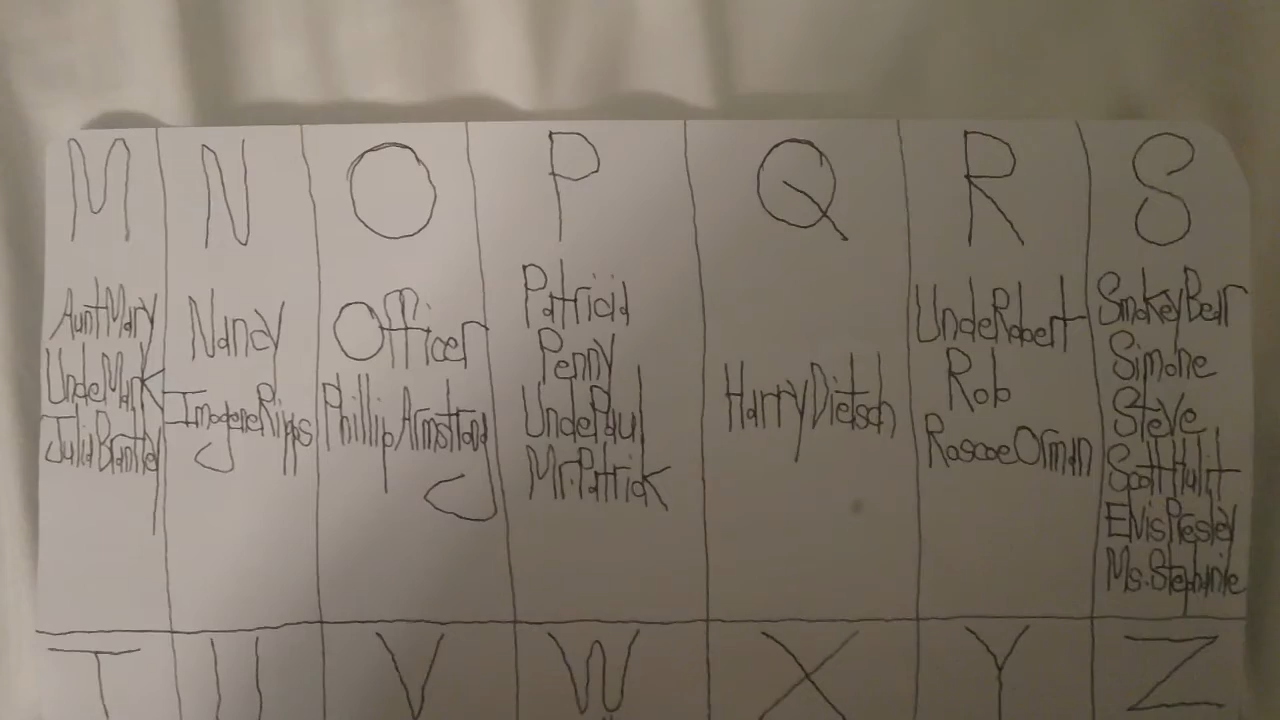 M N O P Q R S
Aunt Mary
Uncle Mark
Julia Brantley
Nancy
Imogene Ripps
Officer
Phillip Armstrong
Patricia
Penny
Uncle Paul
Mr. Patrick
Harry Dietsch
Uncle Robert
Rob
Roscoe Orman
Smokey Bear
Simone
Steve
Scott Hulit
Elvis Presley
Ms. Stephanie
T U V W X Y Z